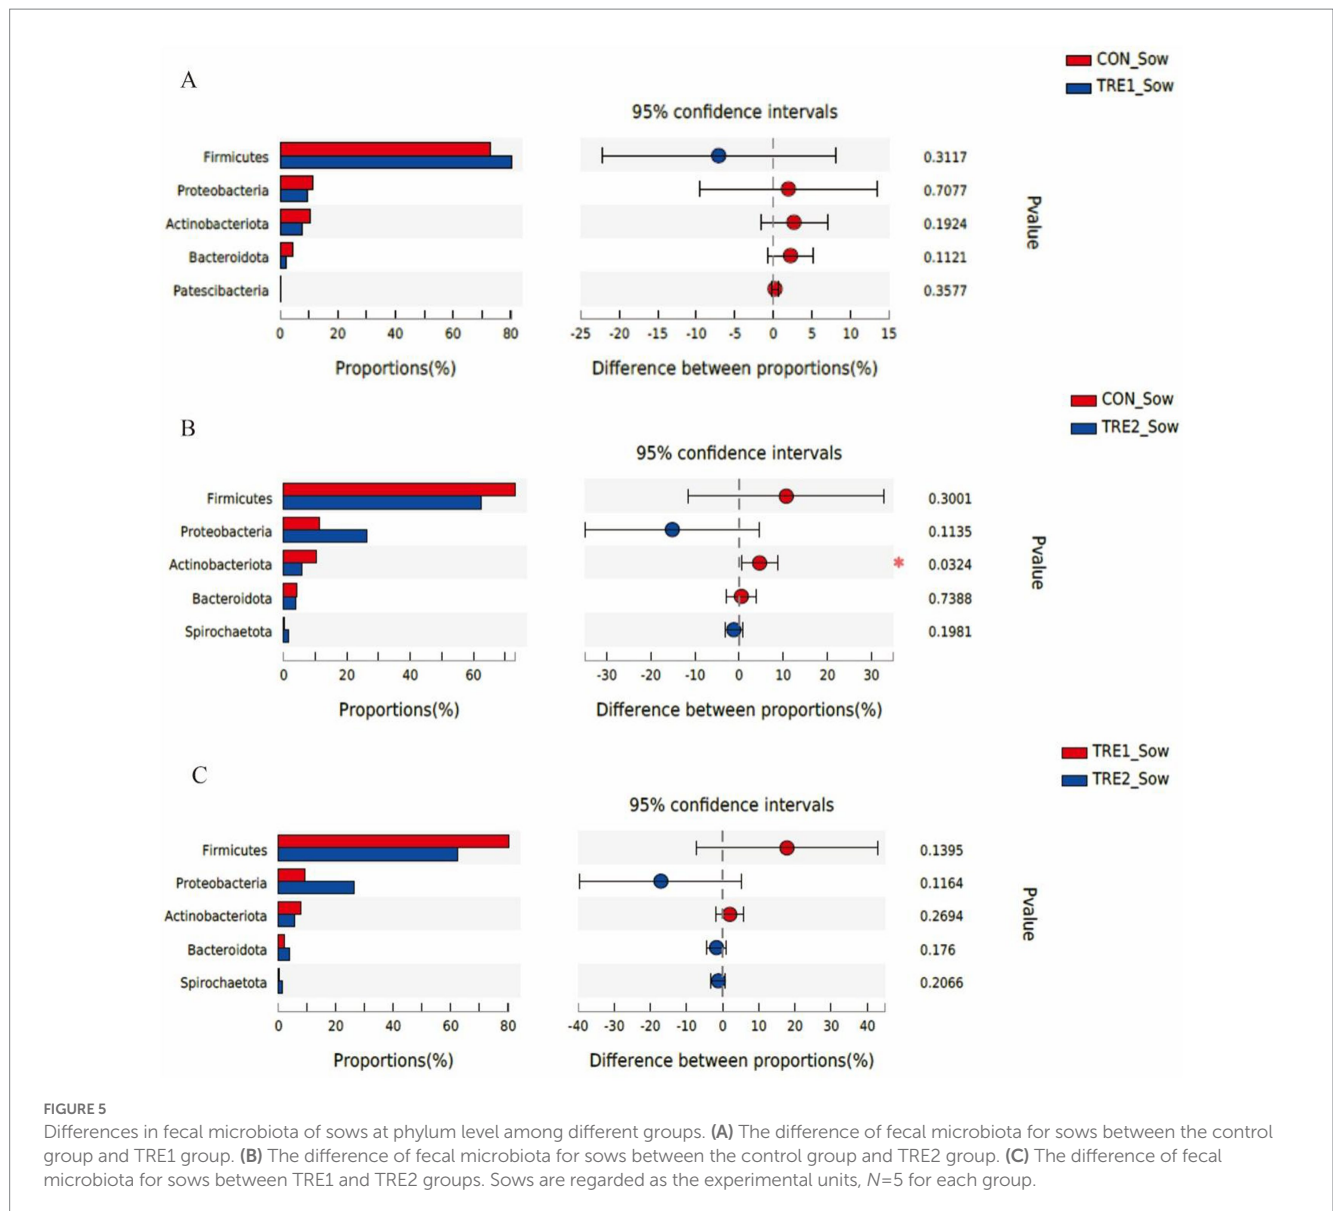 A
CON_Sow
TRE1_Sow
95% confidence intervals
Firmicutes
0.3117
Proteobacteria
0.7077
Actinobacteriota
0.1924
Bacteroidota
0.1121
Patescibacteria
0.3577
Pvalue
0 20 40 60 80
-25 -20 -15 -10 -5 0 5 10 15
Proportions(%)
Difference between proportions(%)
B
CON_Sow
TRE2_Sow
95% confidence intervals
Firmicutes
0.3001
Proteobacteria
0.1135
Actinobacteriota
* 0.0324
Bacteroidota
0.7388
Spirochaetota
0.1981
Pvalue
0 20 40 60
-30 -20 -10 0 10 20 30
Proportions(%)
Difference between proportions(%)
C
TRE1_Sow
TRE2_Sow
95% confidence intervals
Firmicutes
0.1395
Proteobacteria
0.1164
Actinobacteriota
0.2694
Bacteroidota
0.176
Spirochaetota
0.2066
Pvalue
0 20 40 60 80
-40 -30 -20 -10 0 10 20 30 40
Proportions(%)
Difference between proportions(%)
FIGURE 5
Differences in fecal microbiota of sows at phylum level among different groups. (A) The difference of fecal microbiota for sows between the control
group and TRE1 group. (B) The difference of fecal microbiota for sows between the control group and TRE2 group. (C) The difference of fecal
microbiota for sows between TRE1 and TRE2 groups. Sows are regarded as the experimental units, N=5 for each group.